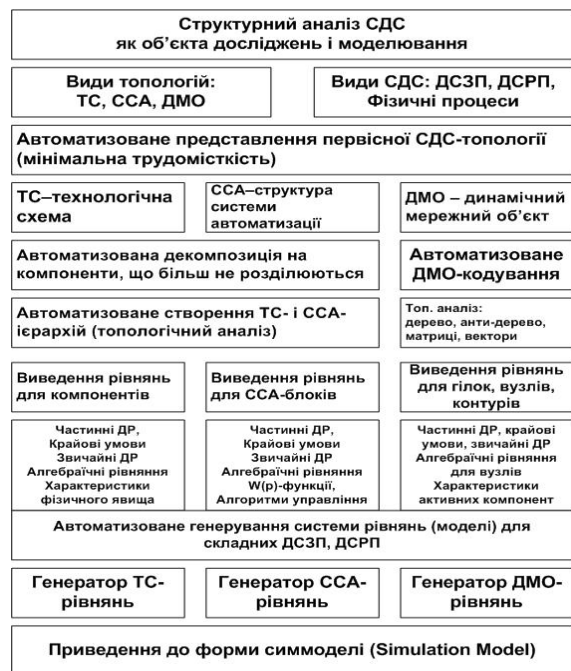 Структурний аналіз СДС
як об’єкта досліджень і моделювання
Види топологій:
ТС, ССА, ДМО
Види СДС: ДСЗП, ДСРП,
Фізичні процеси
Автоматизоване представлення первісної СДС-топології
(мінімальна трудомісткість)
ТС–технологічна
схема
ССА–структура
системи
автоматизації
ДМО – динамічний
мережний об’єкт
Автоматизована декомпозиція на
компоненти, що більш не розділюються
Автоматизоване
ДМО-кодування
Автоматизоване створення ТС- і ССА-
ієрархій (топологічний аналіз)
Топ. аналіз:
дерево, анти-дерево,
матриці, вектори
Виведення рівнянь
для компонентів
Виведення рівнянь
для ССА-блоків
Виведення рівнянь
для гілок, вузлів,
контурів
Частинні ДР,
Крайові умови
Звичайні ДР
Алгебраїчні рівняння
Характеристики
фізичного явища
Частинні ДР,
Крайові умови
Звичайні ДР
Алгебраїчні рівняння
W(p)-функції,
Алгоритми управління
Частинні ДР, крайові
умови, звичайні ДР
Алгебраїчні рівняння
для вузлів
Характеристики
активних компонент
Автоматизоване генерування системи рівнянь (моделі) для
складних ДСЗП, ДСРП
Генератор ТС-
рівнянь
Генератор ССА-
рівнянь
Генератор ДМО-
рівнянь
Приведення до форми симмоделі (Simulation Model)